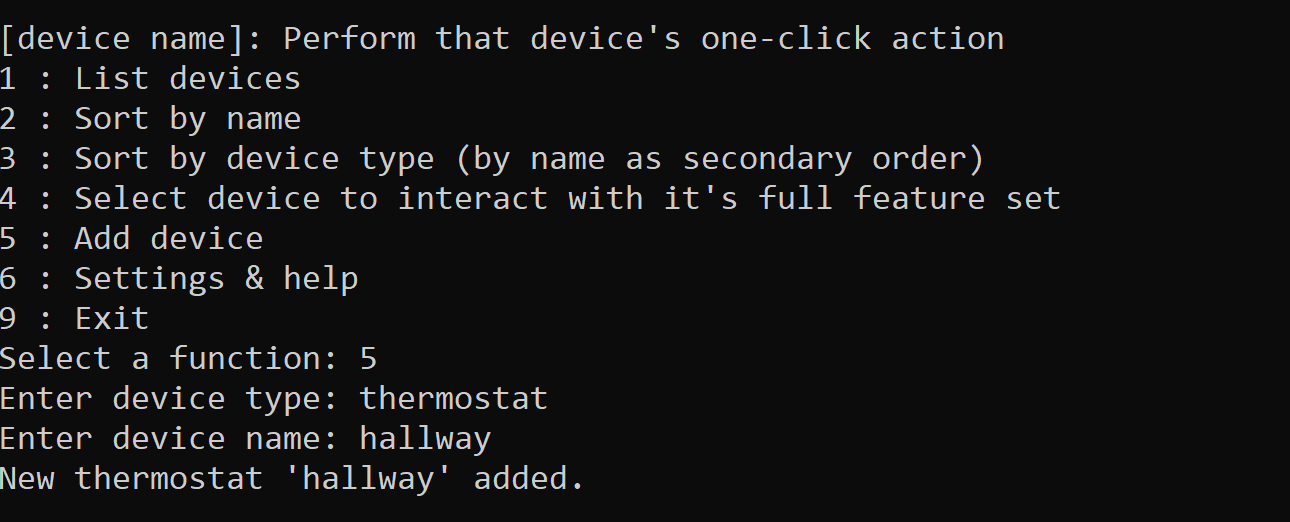 [device name]: Perform that device's one-click action
1 : List devices
2 : Sort by name
3 : Sort by device type (by name as secondary order)
4 : Select device to interact with it's full feature set
5 : Add device
6 : Settings & help
9 : Exit
Select a function: 5
Enter device type: thermostat
Enter device name: hallway
New thermostat 'hallway' added.